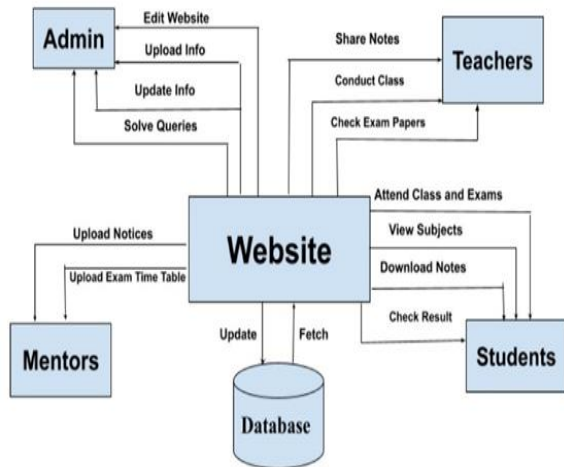 Edit Website
Admin
Upload Info
Update Info
Solve Queries
Share Notes
Teachers
Conduct Class
Check Exam Papers
Attend Class and Exams
View Subjects
Download Notes
Check Result
Website
Upload Notices
Upload Exam Time Table
Mentors
Students
Update
Fetch
Database